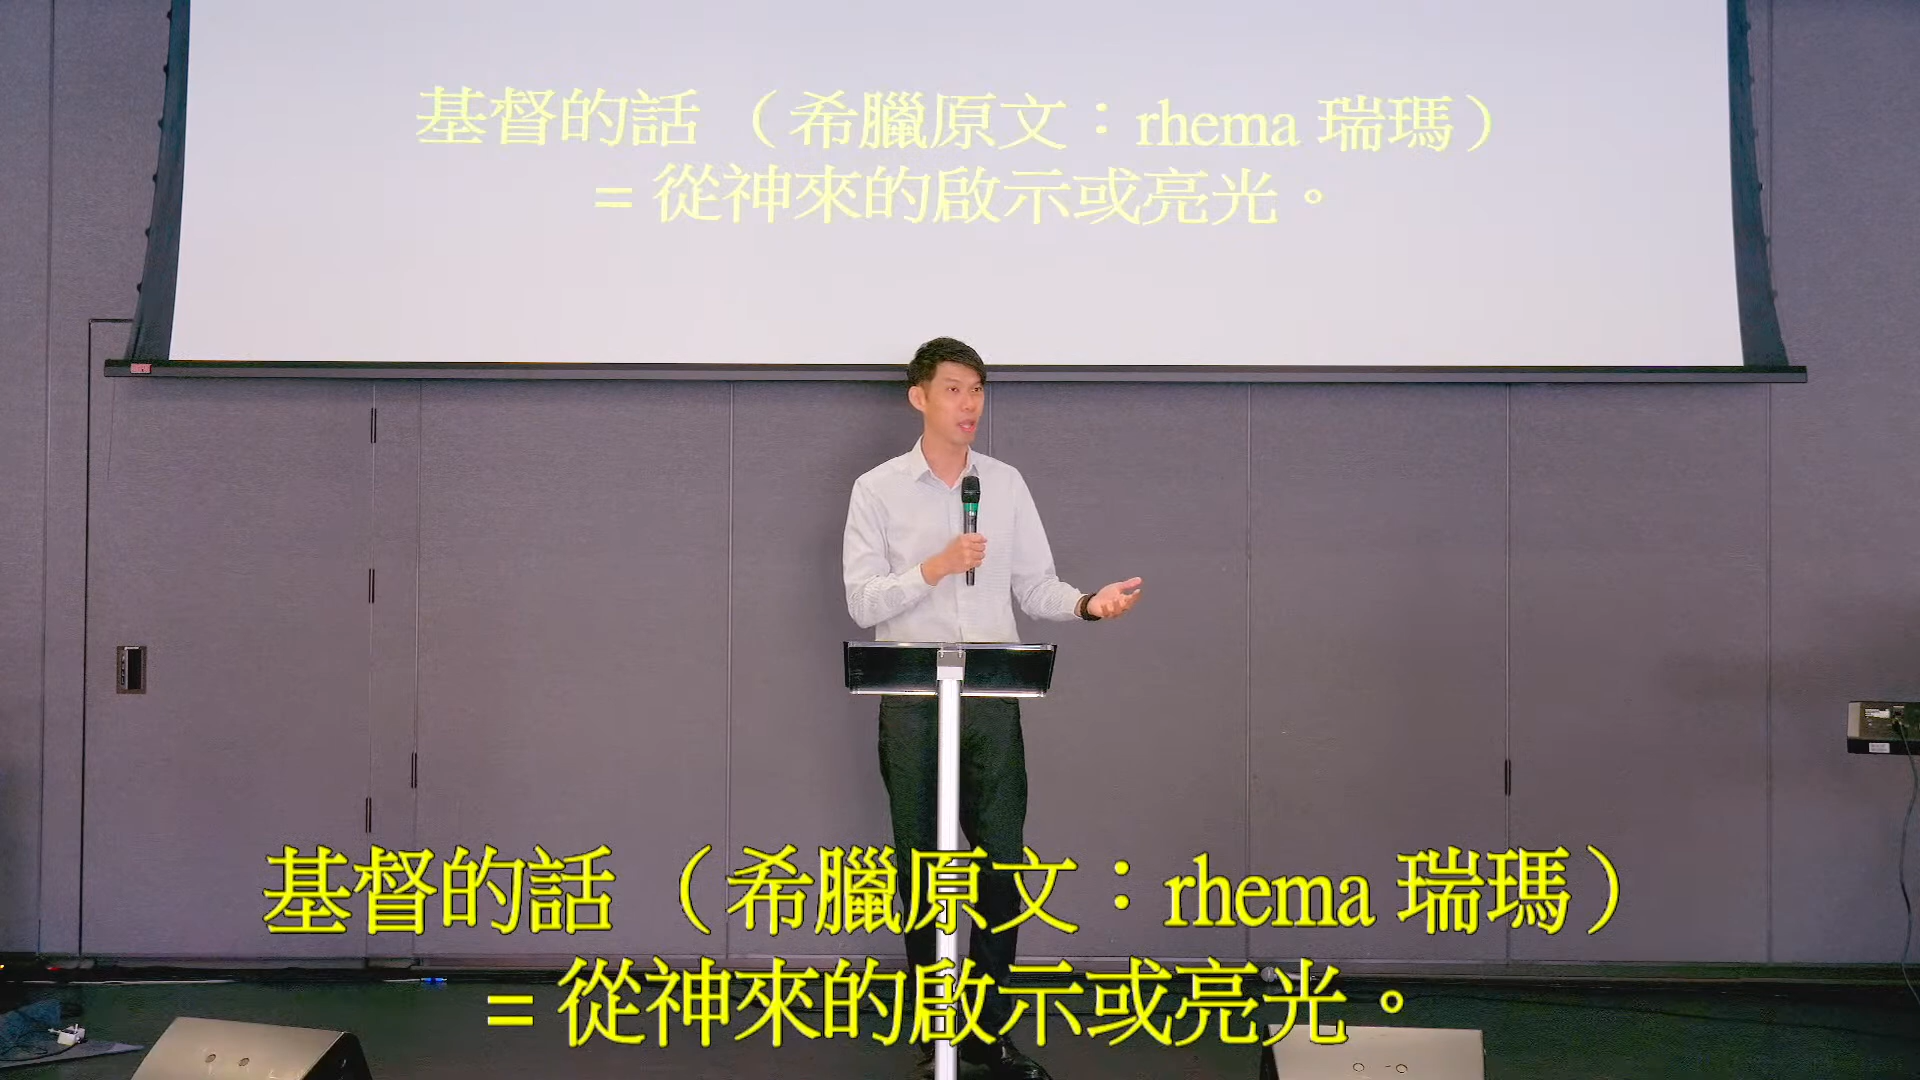 基督的話 （希臘原文：rhema 瑞瑪）
= 從神來的啟示或亮光。
基督的話 （希臘原文：rhema 瑞瑪）
= 從神來的啟示或亮光。